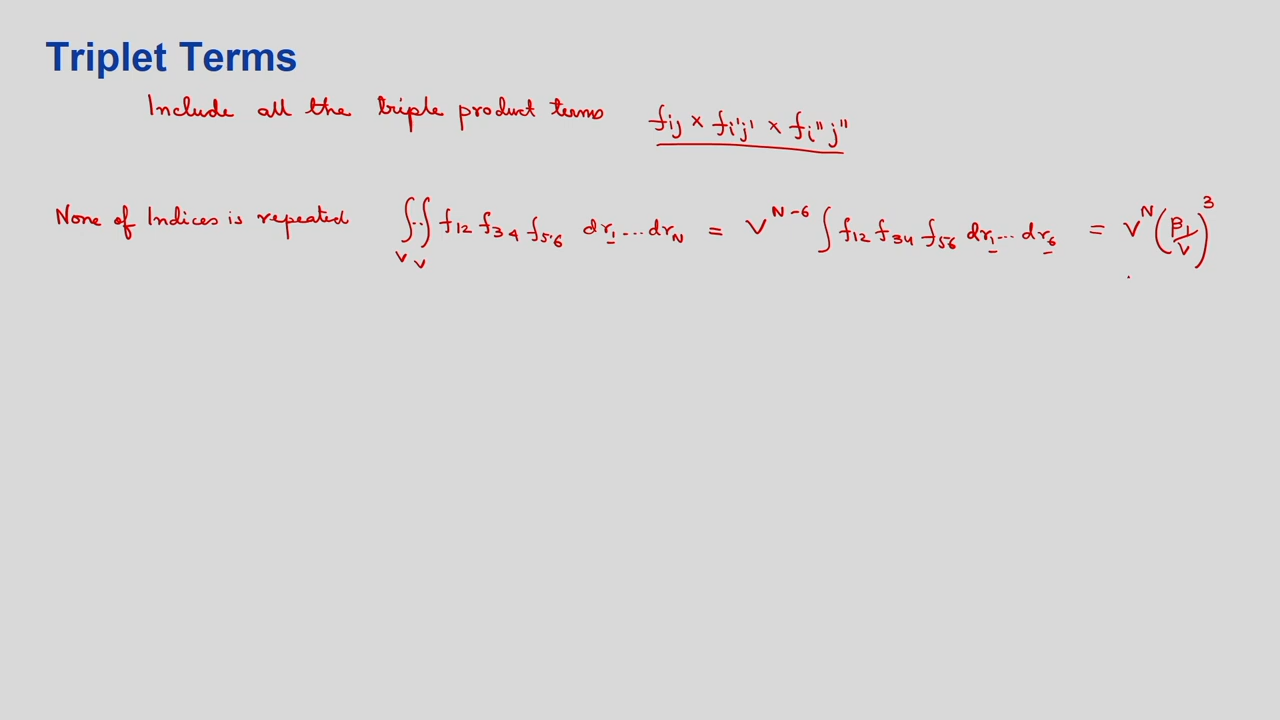 Triplet Terms
Include all the triple product terms fij × fi'j' × fi"j"
None of Indices is repeated ∫∫ f12 f34 f56 dr1 ... drN = V^(N-6) ∫ f12 f34 f56 dr1 ... dr6 = V^N (β1/V)^3
V V